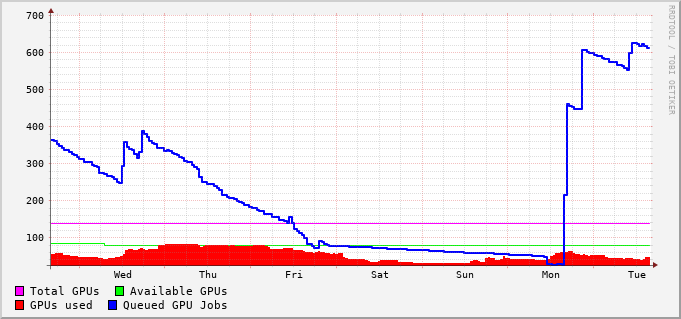 700
600
500
400
300
200
100
Wed Thu Fri Sat Sun Mon Tue
Total GPUs Available GPUs
GPUs used Queued GPU Jobs
RRDTOOL / TOBI OETIKER